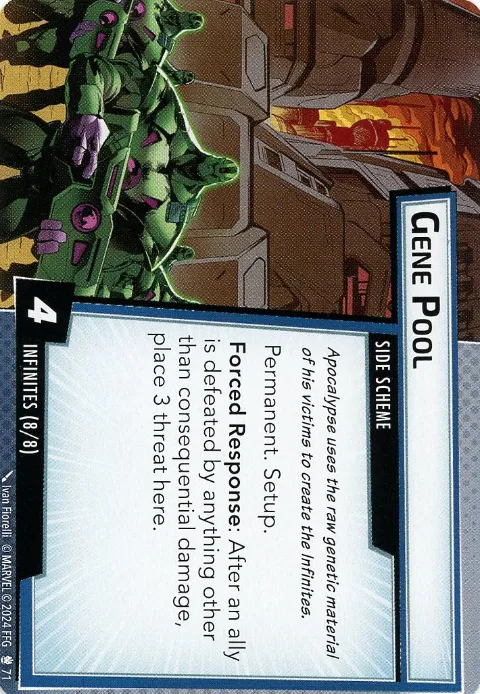 GENE POOL
SIDE SCHEME
Apocalypse uses the raw genetic material
of his victims to create the Infinites.
Permanent. Setup.
Forced Response: After an ally
is defeated by anything other
than consequential damage,
place 3 threat here.
4
INFINITES (8/8)
Ivan Fiorelli © MARVEL © 2024 FFG 71